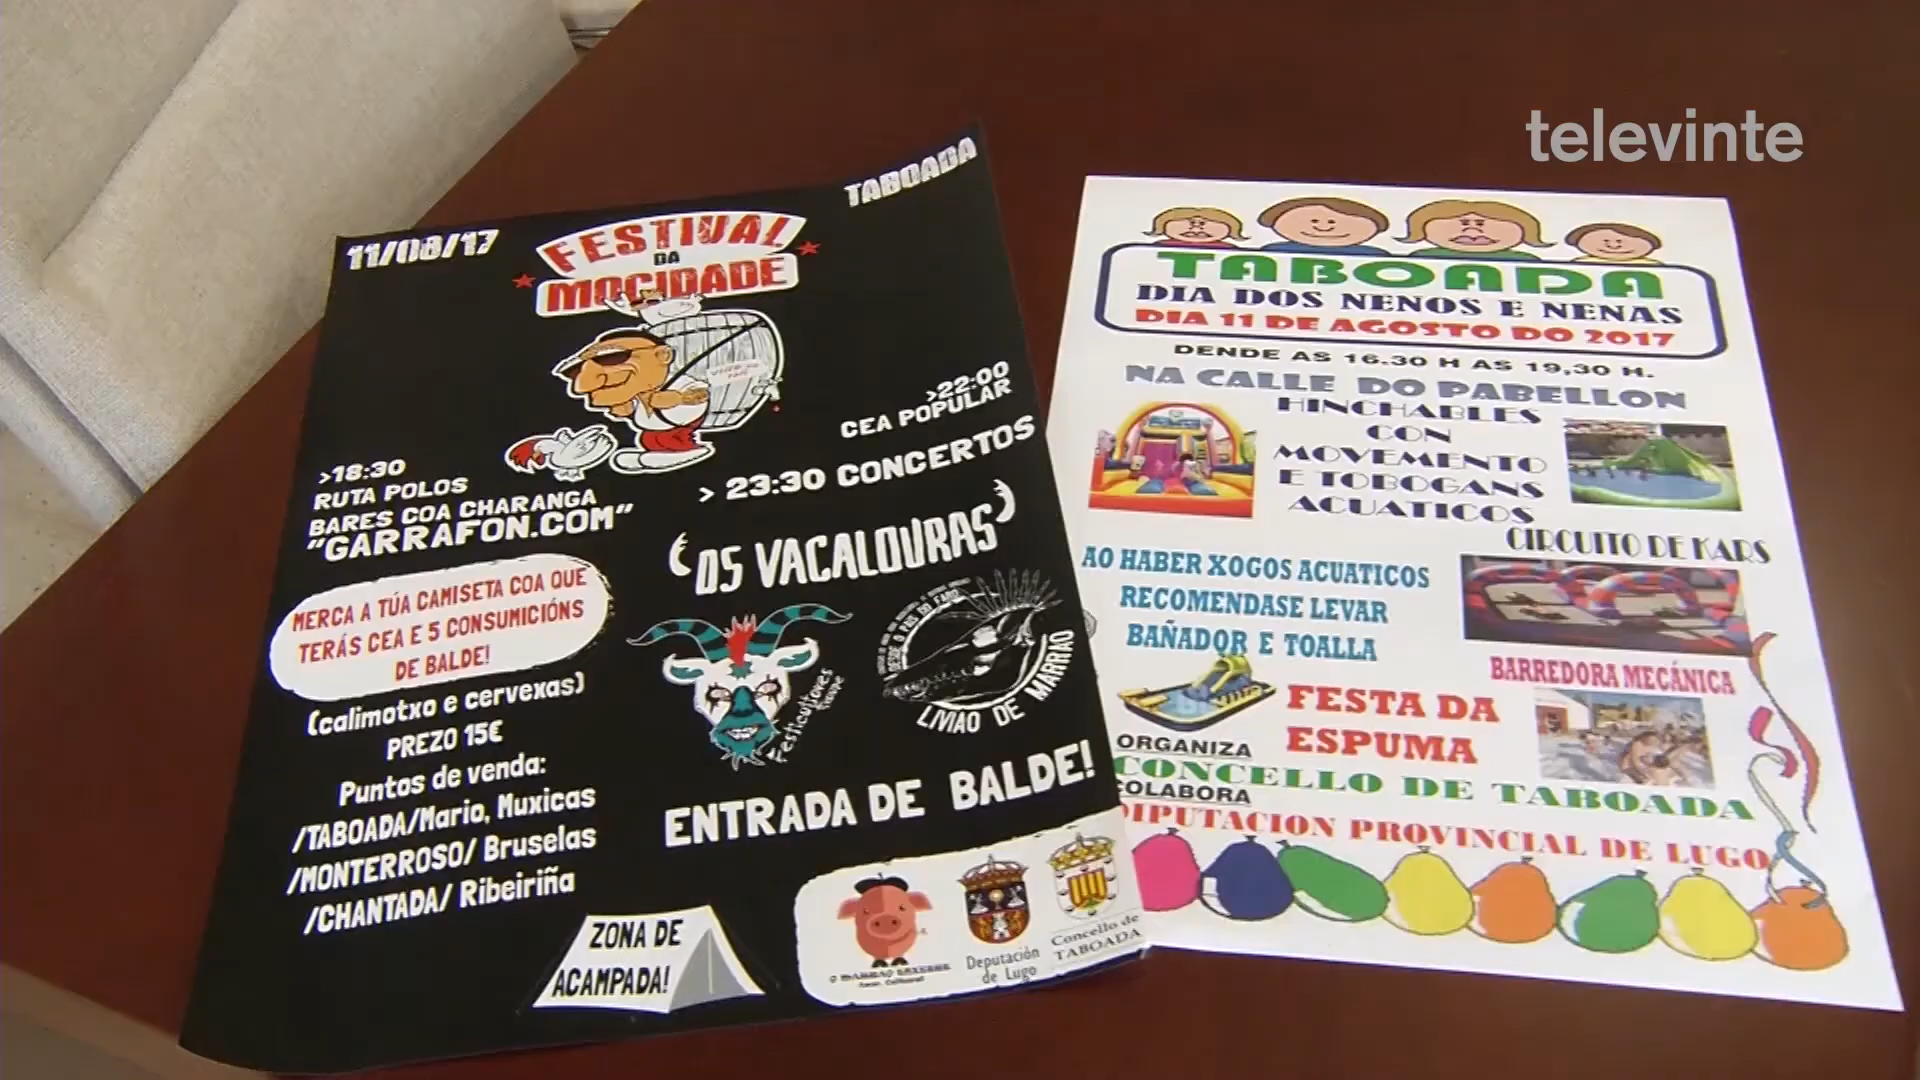 televinte
TABOADA
11/08/17
FESTIVAL
DA
MOCIDADE
>22:00
CEA POPULAR
>18:30
RUTA POLOS
BARES COA CHARANGA
"GARRAFON.COM"
> 23:30 CONCERTOS
OS VACALOURAS
MERCA A TÚA CAMISETA COA QUE
TERÁS CEA E 5 CONSUMICIÓNS
DE BALDE!
(calimotxo e cervexas)
PREZO 15€
Puntos de venda:
/TABOADA/Mario, Muxicas
/MONTERROSO/ Bruselas
/CHANTADA/ Ribeiriña
Festicultores
Troupe
DESDE O PAIS DO FARO
LIVIAO DE MARRAO
ENTRADA DE BALDE!
ZONA DE
ACAMPADA!
Deputación
de Lugo
Concello de
TABOADA
TABOADA
DIA DOS NENOS E NENAS
DIA 11 DE AGOSTO DO 2017
DENDE AS 16.30 H AS 19,30 H.
NA CALLE DO PABELLON
HINCHABLES
CON
MOVEMENTO
E TOBOGANS
ACUATICOS
CIRCUITO DE KARS
AO HABER XOGOS ACUATICOS
RECOMENDASE LEVAR
BAÑADOR E TOALLA
BARREDORA MECÁNICA
FESTA DA
ESPUMA
ORGANIZA
CONCELLO DE TABOADA
COLABORA
DIPUTACION PROVINCIAL DE LUGO